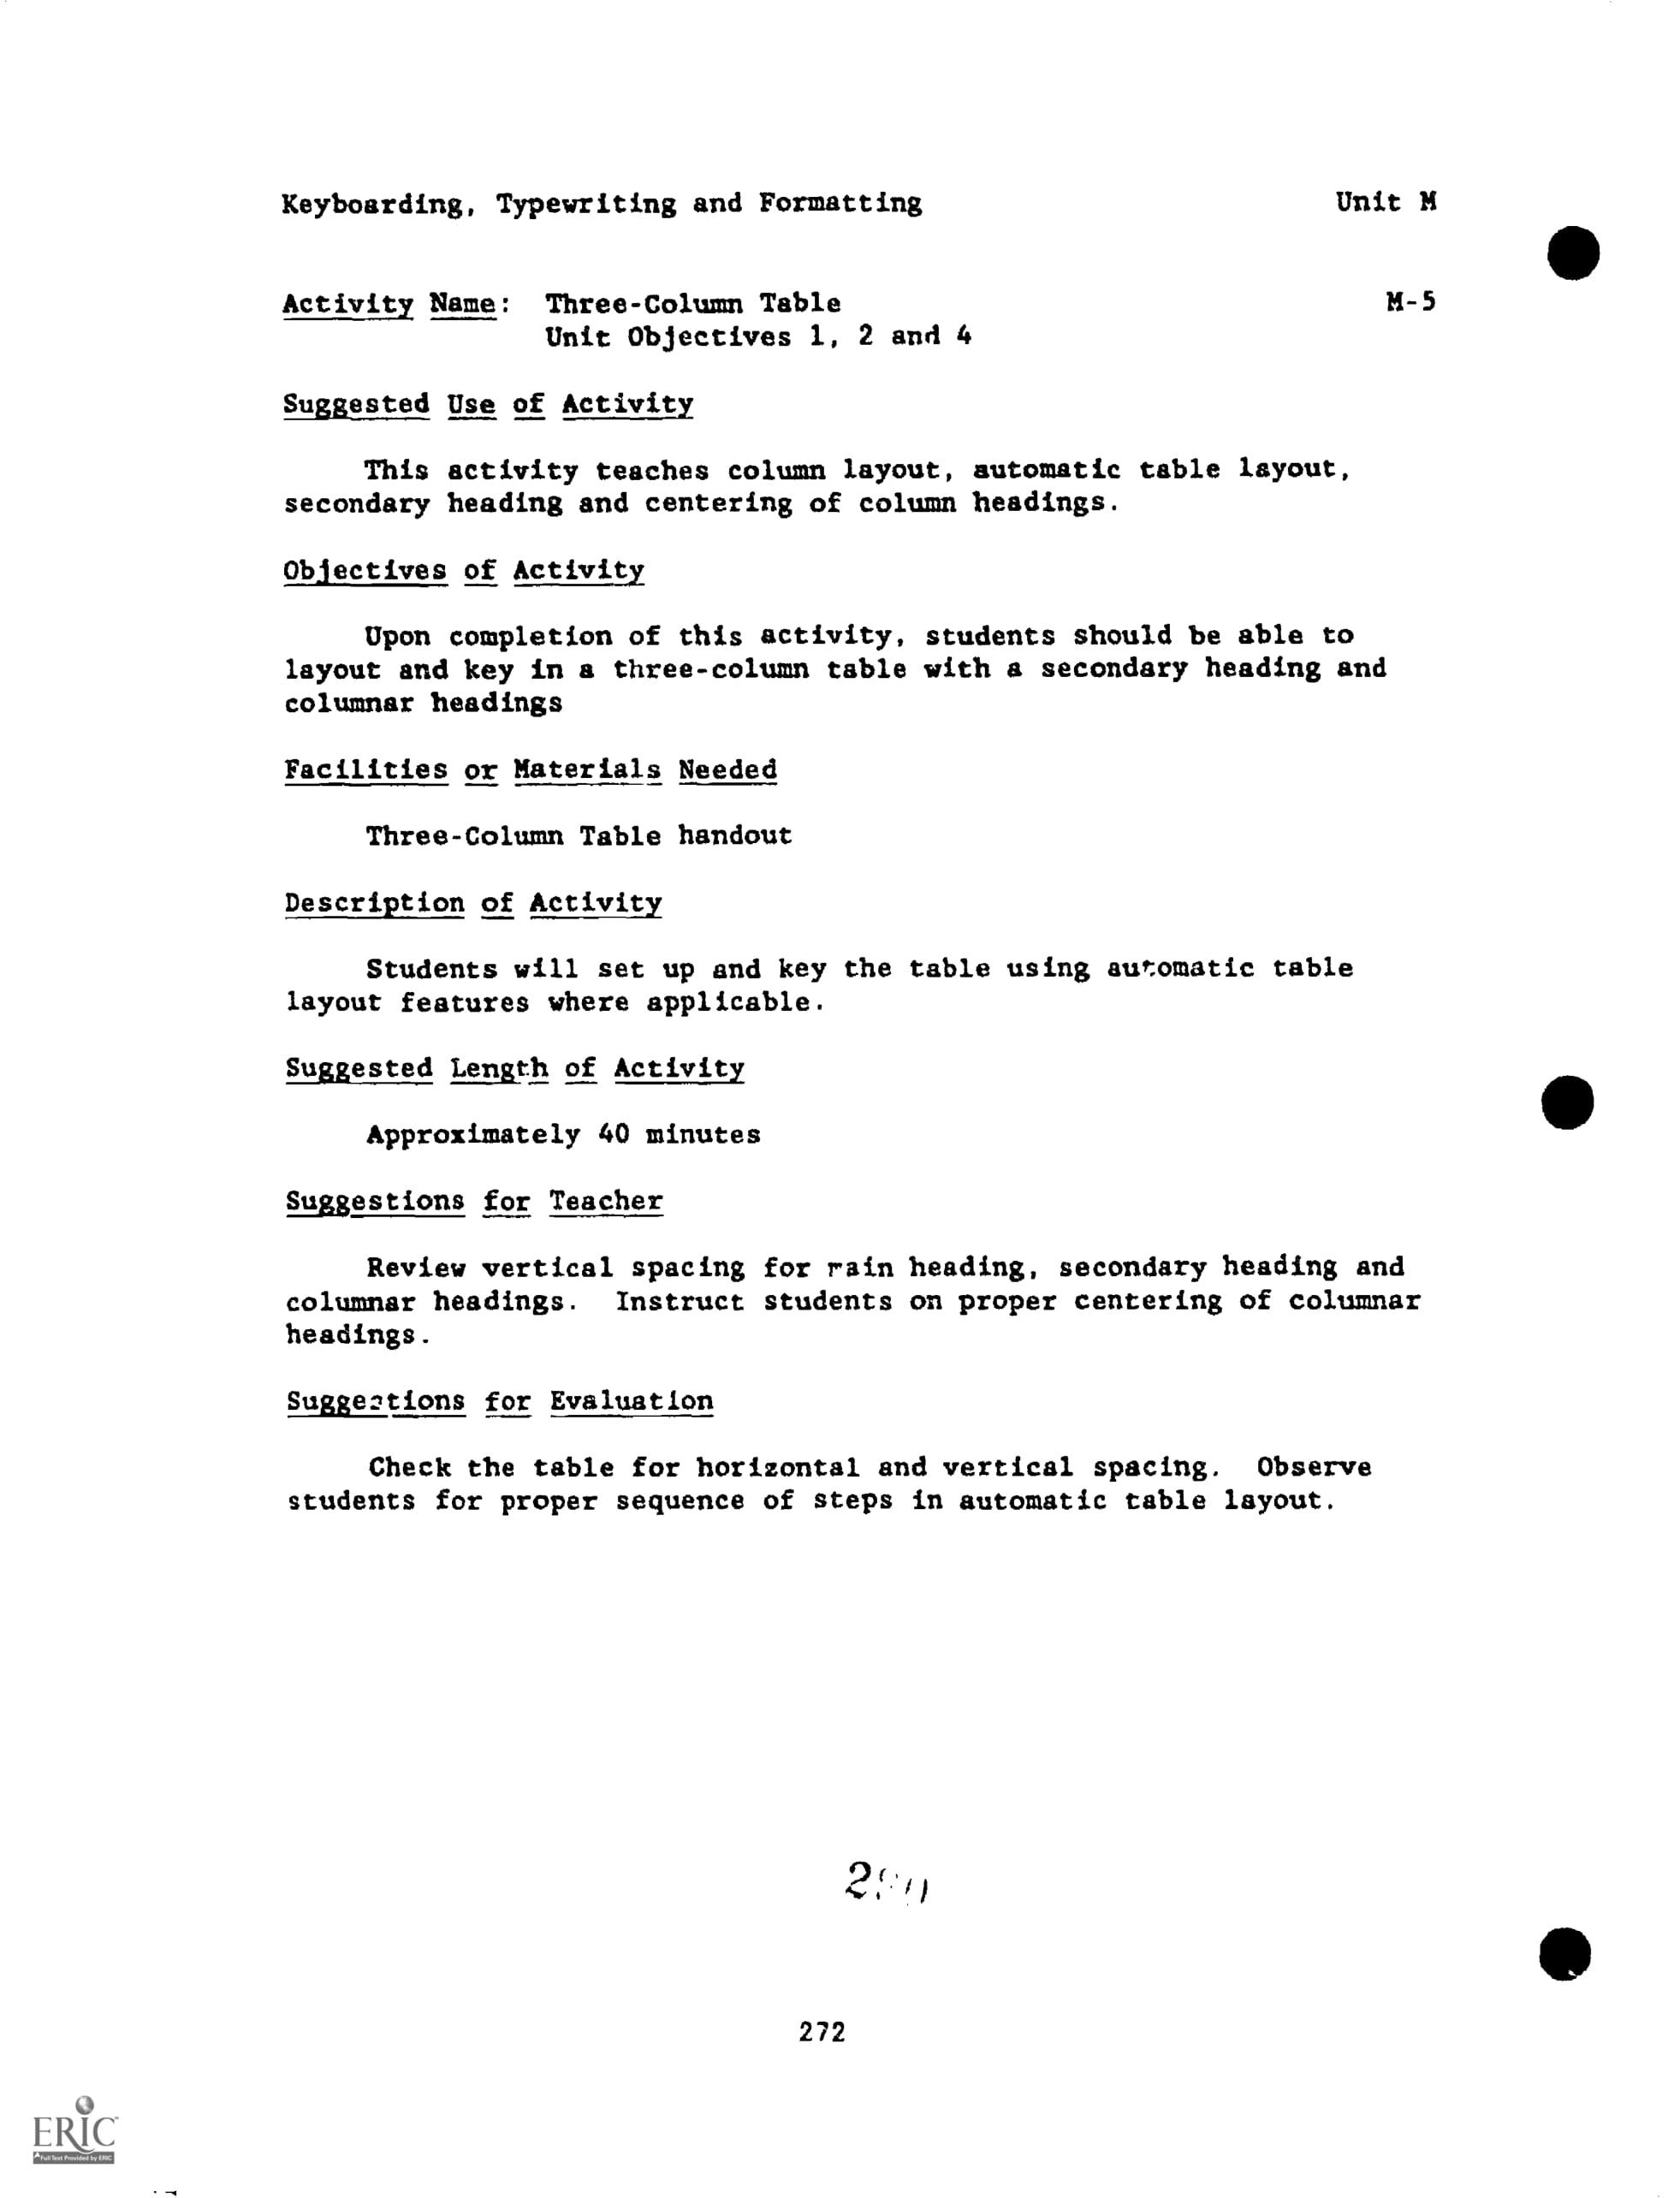 Keyboarding, Typewriting and Formatting Unit M
Activity Name: Three-Column Table M-5
Unit Objectives 1, 2 and 4
Suggested Use of Activity
This activity teaches column layout, automatic table layout,
secondary heading and centering of column headings.
Objectives of Activity
Upon completion of this activity, students should be able to
layout and key in a three-column table with a secondary heading and
columnar headings
Facilities or Materials Needed
Three-Column Table handout
Description of Activity
Students will set up and key the table using automatic table
layout features where applicable.
Suggested Length of Activity
Approximately 40 minutes
Suggestions for Teacher
Review vertical spacing for rain heading, secondary heading and
columnar headings. Instruct students on proper centering of columnar
headings.
Suggestions for Evaluation
Check the table for horizontal and vertical spacing. Observe
students for proper sequence of steps in automatic table layout.
272
ERIC
Full Text Provided by ERIC